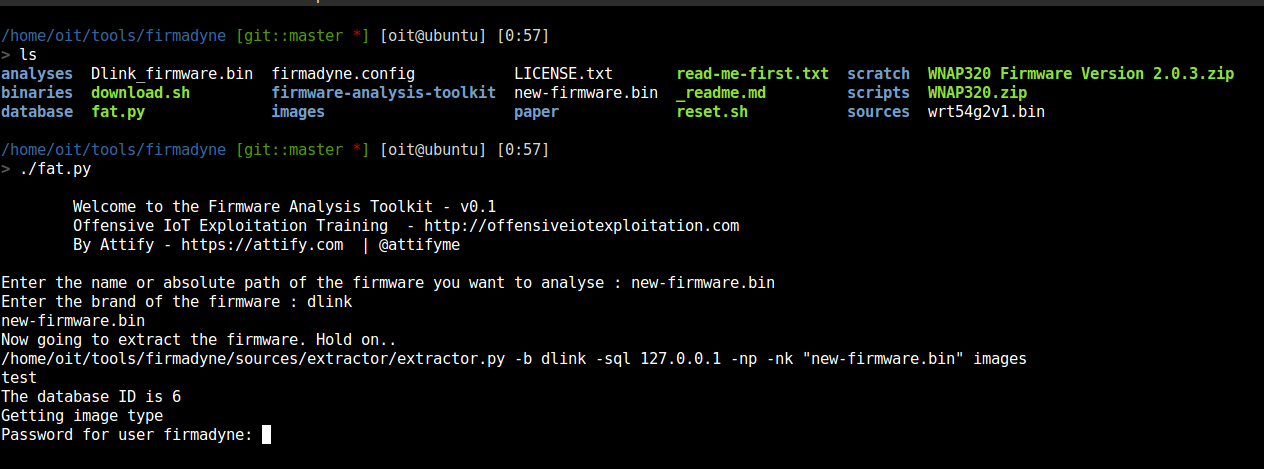 /home/oit/tools/firmadyne [git::master *] [oit@ubuntu] [0:57]
> ls
analyses Dlink_firmware.bin firmadyne.config LICENSE.txt read-me-first.txt scratch WNAP320 Firmware Version 2.0.3.zip
binaries download.sh firmware-analysis-toolkit new-firmware.bin _readme.md scripts WNAP320.zip
database fat.py images paper reset.sh sources wrt54g2v1.bin
/home/oit/tools/firmadyne [git::master *] [oit@ubuntu] [0:57]
> ./fat.py
Welcome to the Firmware Analysis Toolkit - v0.1
Offensive IoT Exploitation Training - http://offensiveiotexploitation.com
By Attify - https://attify.com | @attifyme
Enter the name or absolute path of the firmware you want to analyse : new-firmware.bin
Enter the brand of the firmware : dlink
new-firmware.bin
Now going to extract the firmware. Hold on..
/home/oit/tools/firmadyne/sources/extractor/extractor.py -b dlink -sql 127.0.0.1 -np -nk "new-firmware.bin" images
test
The database ID is 6
Getting image type
Password for user firmadyne: